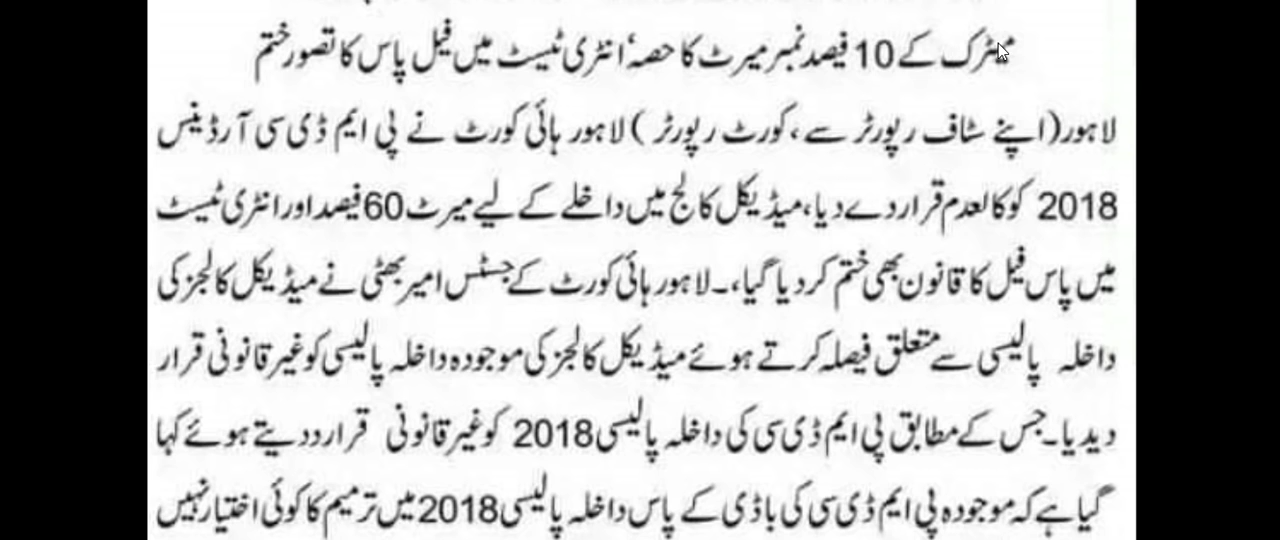 میٹرک کے 10 فیصد نمبر میرٹ کا حصہ‘ انٹری ٹیسٹ میں فیل پاس کا تصور ختم
لاہور(اپنے سٹاف رپورٹر سے، کورٹ رپورٹر) لاہور ہائی کورٹ نے پی ایم ڈی سی آرڈیننس
2018 کو کالعدم قرار دے دیا، میڈیکل کالج میں داخلے کے لیے میرٹ 60 فیصد اور انٹری ٹیسٹ
میں پاس فیل کا قانون بھی ختم کر دیا گیا،۔ لاہور ہائی کورٹ کے جسٹس امیر بھٹی نے میڈیکل کالجز کی
داخلہ پالیسی سے متعلق فیصلہ کرتے ہوئے میڈیکل کالجز کی موجودہ داخلہ پالیسی کو غیر قانونی قرار
دیدیا۔ جس کے مطابق پی ایم ڈی سی کی داخلہ پالیسی 2018 کو غیر قانونی قرار ددیتے ہوئے کہا
گیا ہے کہ موجودہ پی ایم ڈی سی کی باڈی کے پاس داخلہ پالیسی 2018 میں ترمیم کا کوئی اختیار نہیں